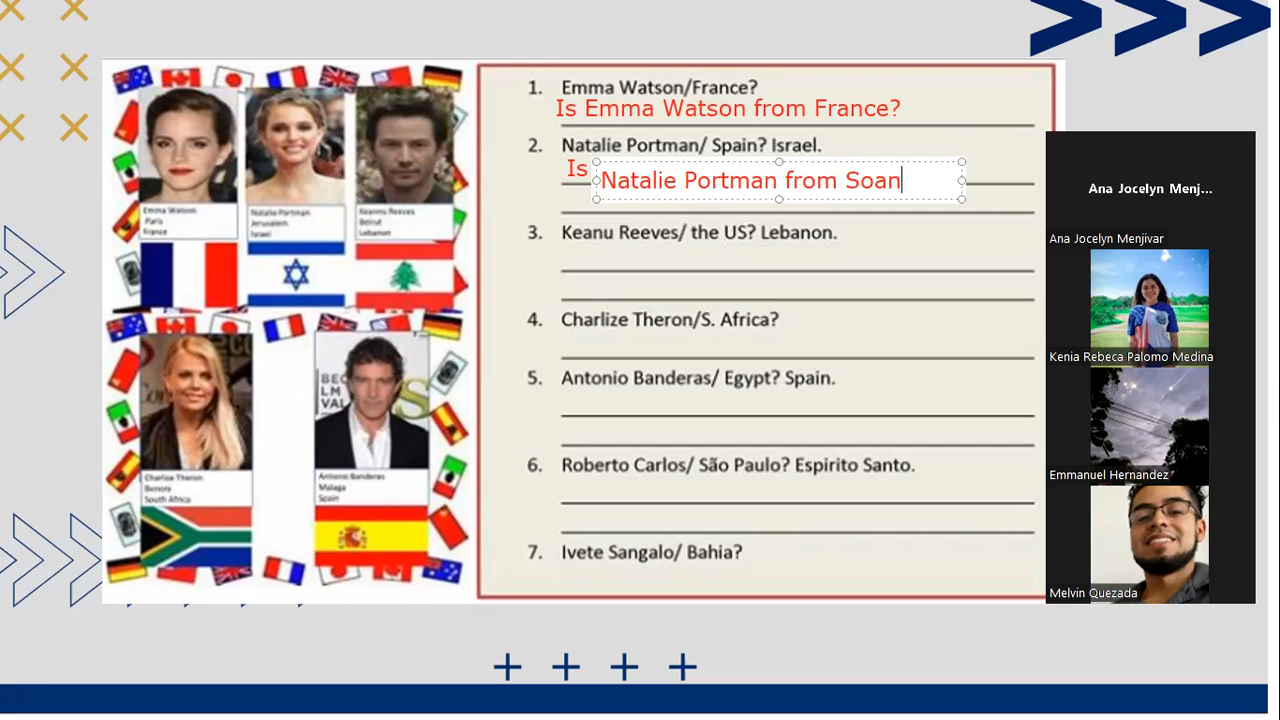 Emma Watson
Paris
France
Natalie Portman
Jerusalem
Israel
Keanu Reeves
Beirut
Lebanon
Charlize Theron
Benoni
South Africa
Antonio Banderas
Malaga
Spain
1. Emma Watson/France?
Is Emma Watson from France?
2. Natalie Portman/ Spain? Israel.
Is Natalie Portman from Soan
3. Keanu Reeves/ the US? Lebanon.
4. Charlize Theron/S. Africa?
5. Antonio Banderas/ Egypt? Spain.
6. Roberto Carlos/ São Paulo? Espirito Santo.
7. Ivete Sangalo/ Bahia?
Ana Jocelyn Menj...
Ana Jocelyn Menjivar
Kenia Rebeca Palomo Medina
Emmanuel Hernandez
Melvin Quezada